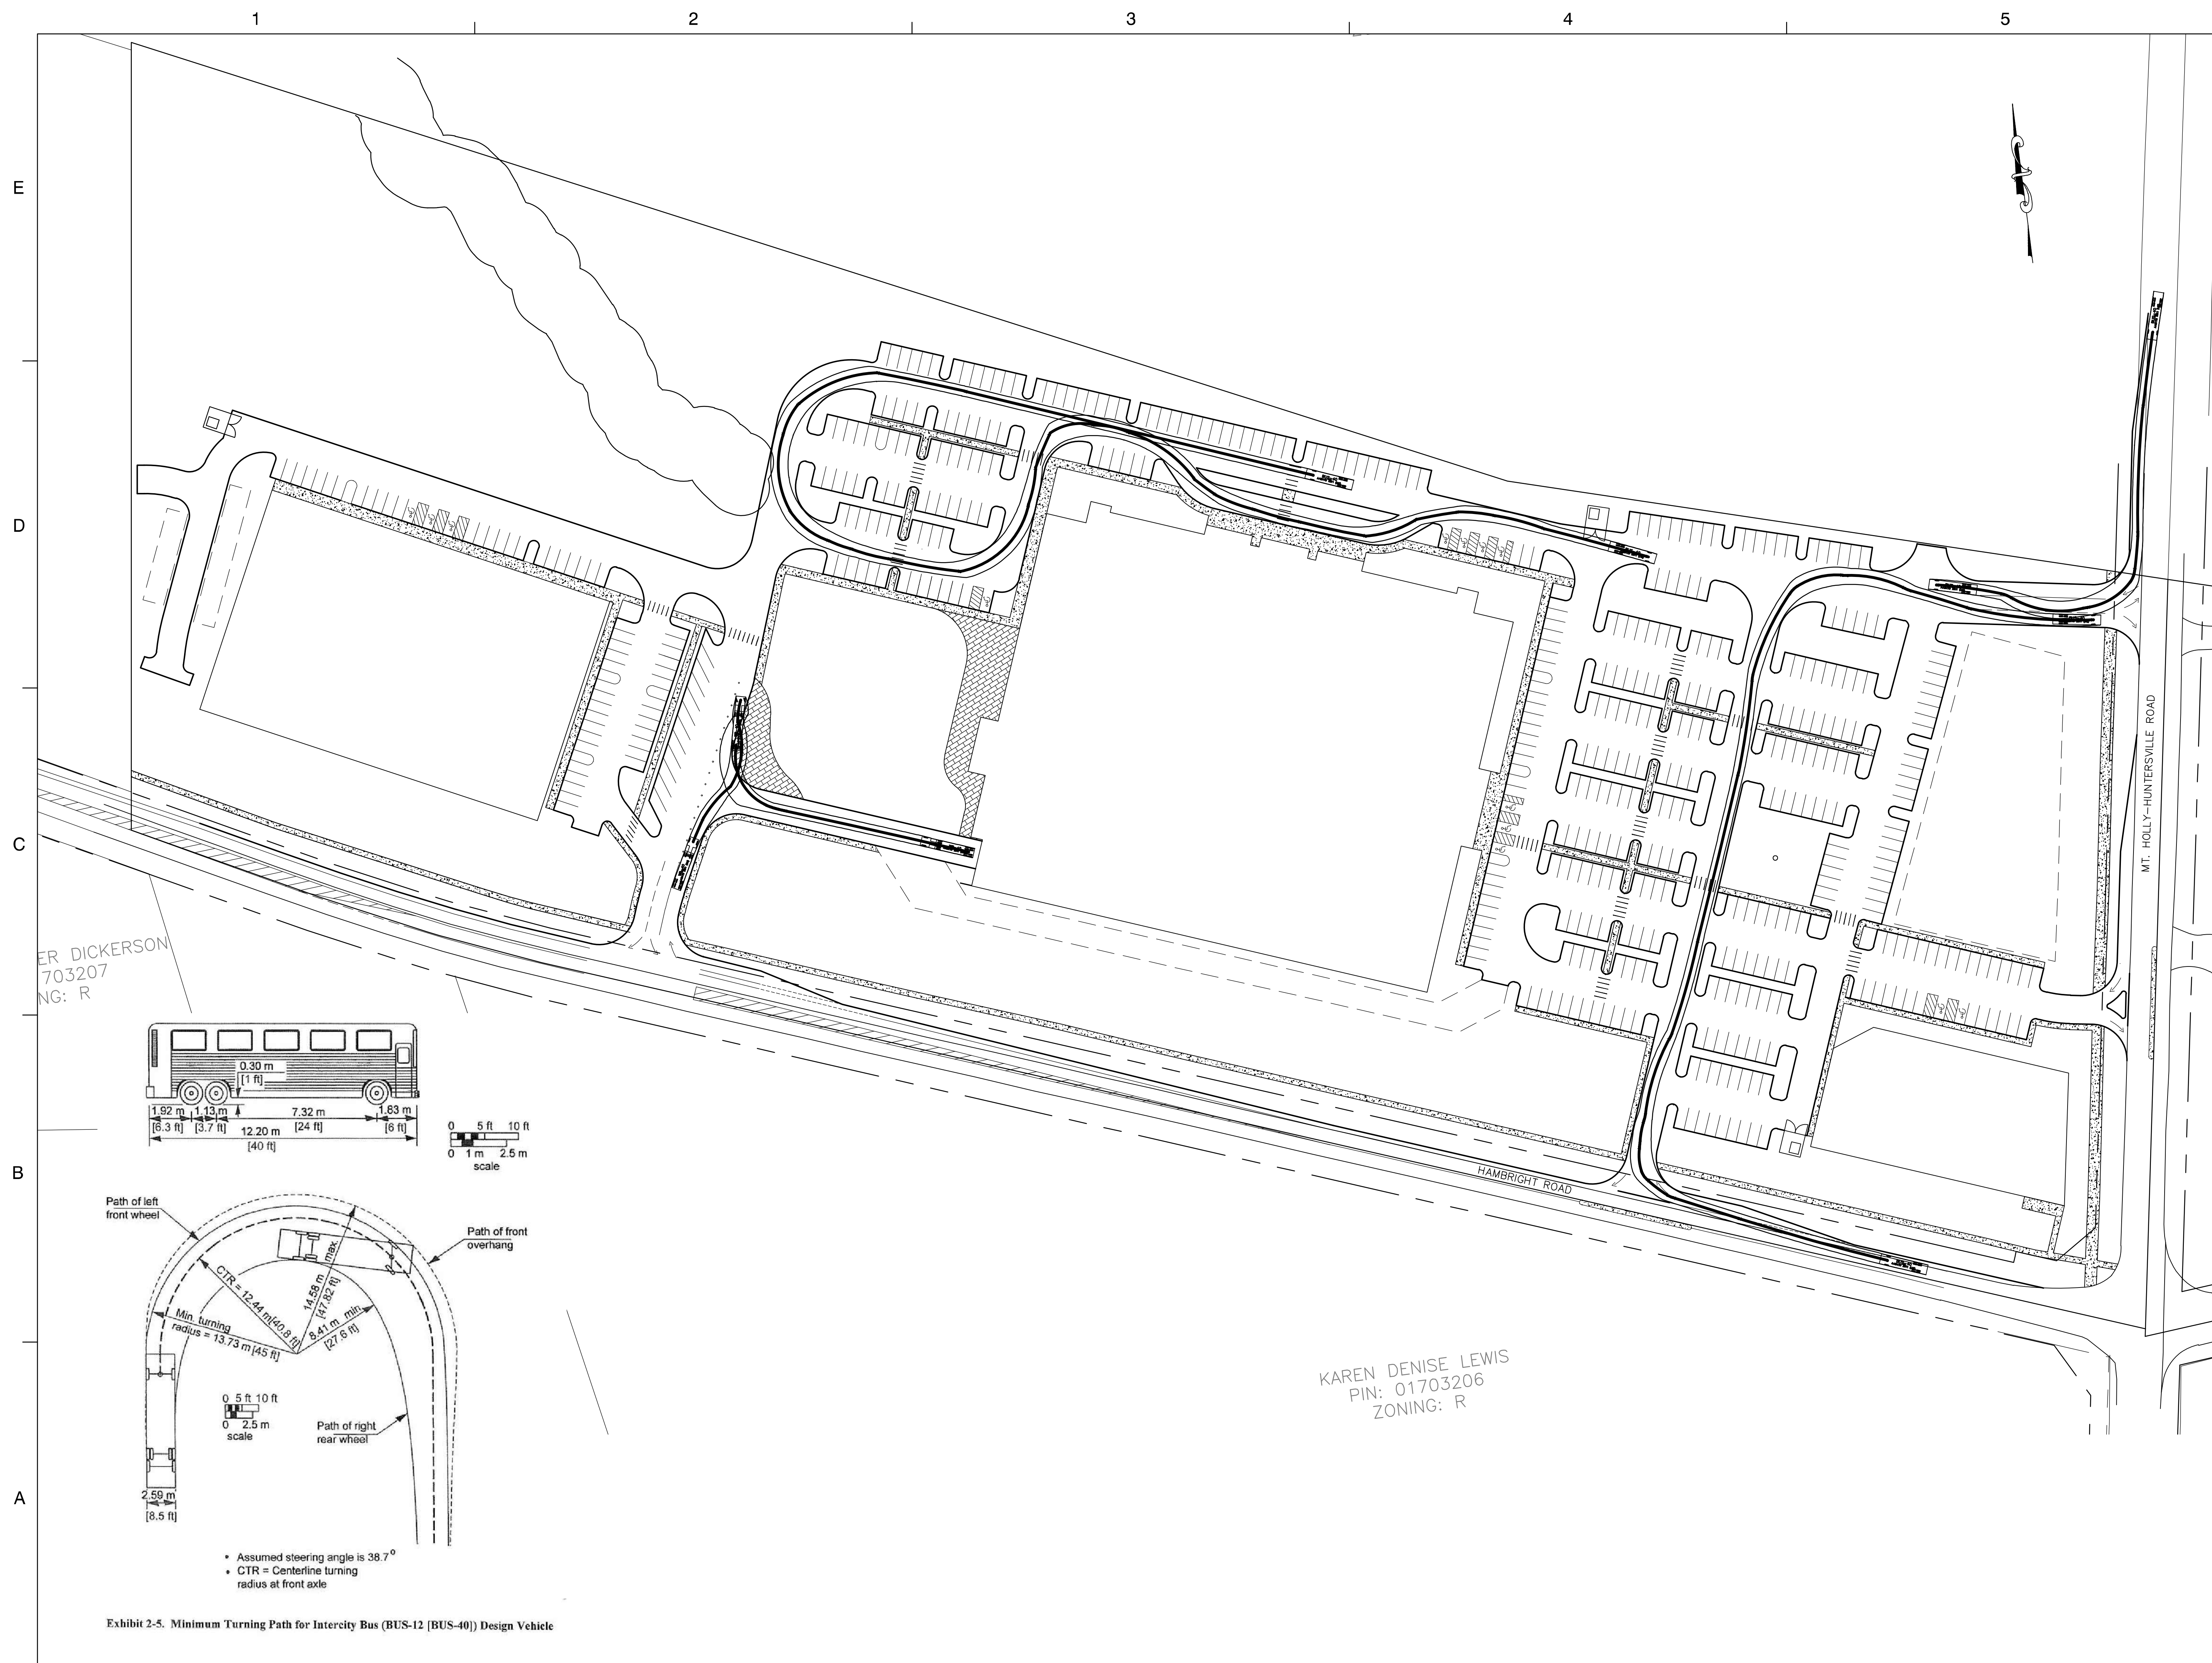 1 2 3 4 5
E
D
C
B
A
MT. HOLLY-HUNTERSVILLE ROAD
HAMBRIGHT ROAD
ER DICKERSON
703207
NG: R
KAREN DENISE LEWIS
PIN: 01703206
ZONING: R
0.30 m
[1 ft]
1.92 m 1.13 m 7.32 m 1.83 m
[6.3 ft] [3.7 ft] [24 ft] [6 ft]
12.20 m
[40 ft]
0 5 ft 10 ft
0 1 m 2.5 m
scale
Path of left
front wheel
Path of front
overhang
CTR = 12.44 m[40.8 ft]
14.58 m max.
[47.82 ft]
Min. turning
radius = 13.73 m [45 ft]
8.41 m min.
[27.6 ft]
0 5 ft 10 ft
0 2.5 m
scale
Path of right
rear wheel
2.59 m
[8.5 ft]
• Assumed steering angle is 38.7°
• CTR = Centerline turning
radius at front axle
Exhibit 2-5. Minimum Turning Path for Intercity Bus (BUS-12 [BUS-40]) Design Vehicle